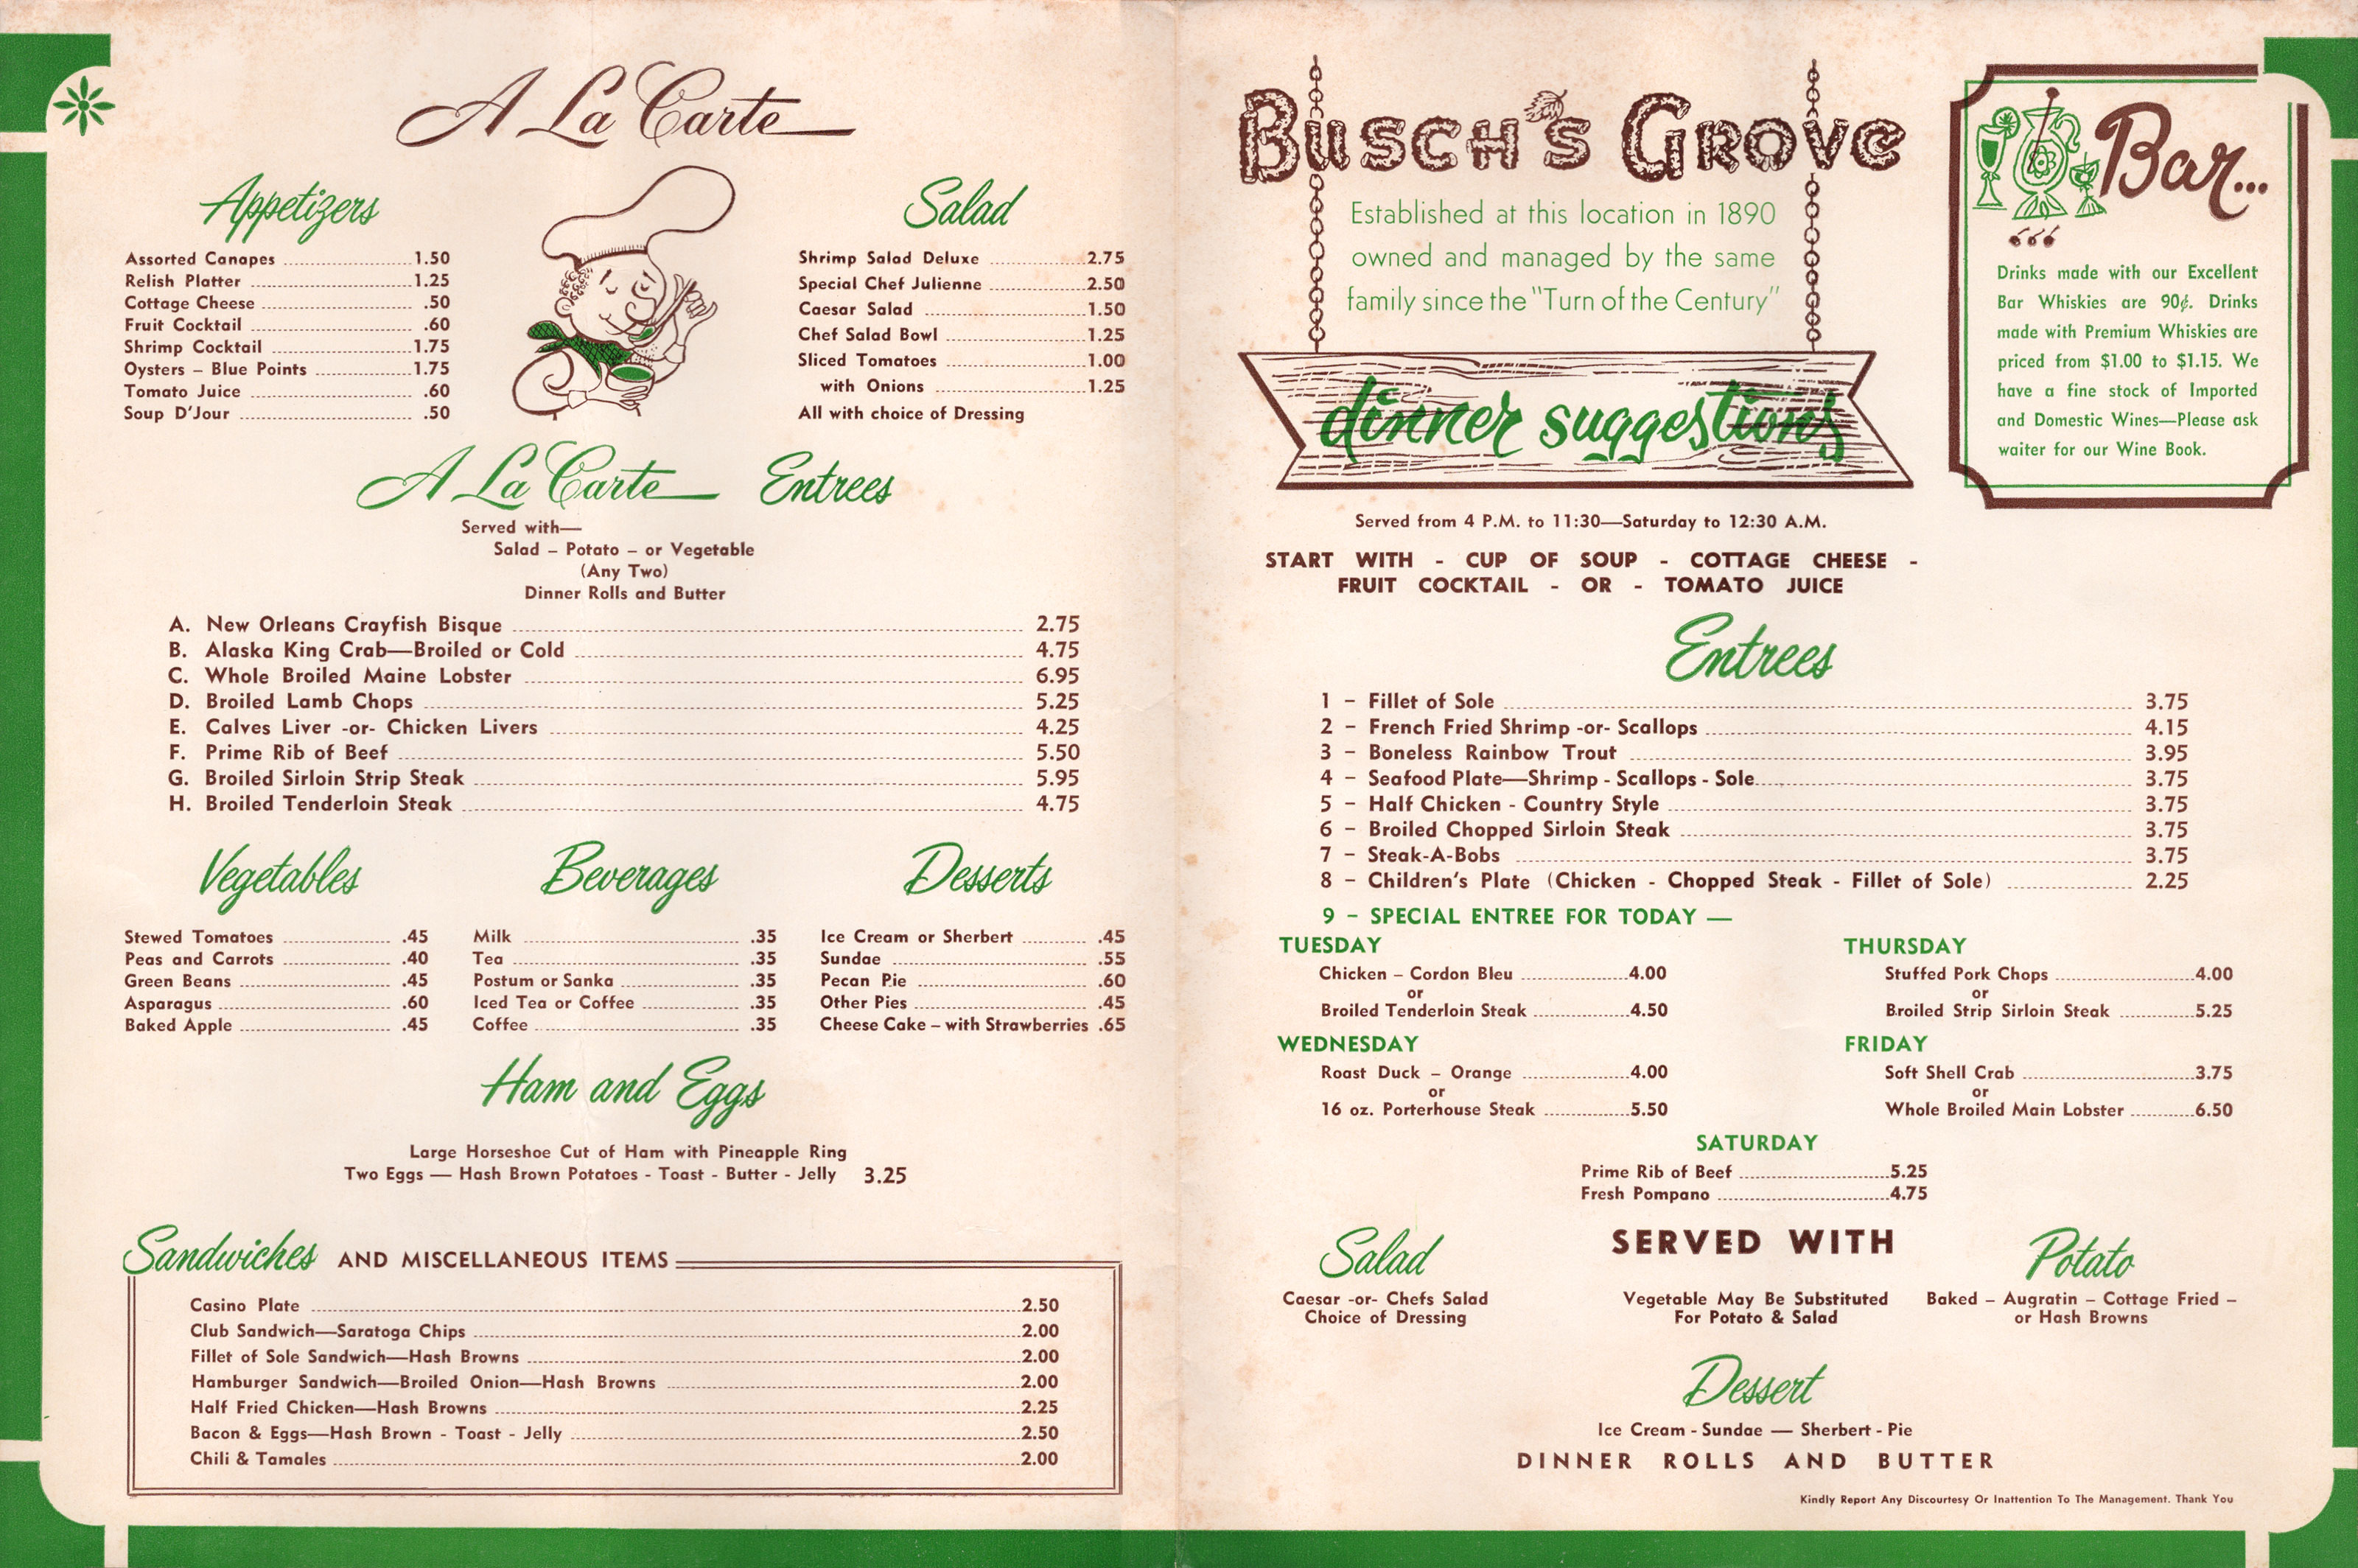 A La Carte
Appetizers
Assorted Canapes 1.50
Relish Platter 1.25
Cottage Cheese .50
Fruit Cocktail .60
Shrimp Cocktail 1.75
Oysters – Blue Points 1.75
Tomato Juice .60
Soup D'Jour .50
Salad
Shrimp Salad Deluxe 2.75
Special Chef Julienne 2.50
Caesar Salad 1.50
Chef Salad Bowl 1.25
Sliced Tomatoes 1.00
with Onions 1.25
All with choice of Dressing
A La Carte Entrees
Served with—
Salad – Potato – or Vegetable
(Any Two)
Dinner Rolls and Butter
A. New Orleans Crayfish Bisque 2.75
B. Alaska King Crab—Broiled or Cold 4.75
C. Whole Broiled Maine Lobster 6.95
D. Broiled Lamb Chops 5.25
E. Calves Liver -or- Chicken Livers 4.25
F. Prime Rib of Beef 5.50
G. Broiled Sirloin Strip Steak 5.95
H. Broiled Tenderloin Steak 4.75
Vegetables
Stewed Tomatoes .45
Peas and Carrots .40
Green Beans .45
Asparagus .60
Baked Apple .45
Beverages
Milk .35
Tea .35
Postum or Sanka .35
Iced Tea or Coffee .35
Coffee .35
Desserts
Ice Cream or Sherbert .45
Sundae .55
Pecan Pie .60
Other Pies .45
Cheese Cake – with Strawberries .65
Ham and Eggs
Large Horseshoe Cut of Ham with Pineapple Ring
Two Eggs — Hash Brown Potatoes - Toast - Butter - Jelly 3.25
Sandwiches AND MISCELLANEOUS ITEMS
Casino Plate 2.50
Club Sandwich—Saratoga Chips 2.00
Fillet of Sole Sandwich—Hash Browns 2.00
Hamburger Sandwich—Broiled Onion—Hash Browns 2.00
Half Fried Chicken—Hash Browns 2.25
Bacon & Eggs—Hash Brown - Toast - Jelly 2.50
Chili & Tamales 2.00
Busch's Grove
Established at this location in 1890
owned and managed by the same
family since the "Turn of the Century"
dinner suggestions
Bar...
Drinks made with our Excellent
Bar Whiskies are 90¢. Drinks
made with Premium Whiskies are
priced from $1.00 to $1.15. We
have a fine stock of Imported
and Domestic Wines—Please ask
waiter for our Wine Book.
Served from 4 P.M. to 11:30—Saturday to 12:30 A.M.
START WITH - CUP OF SOUP - COTTAGE CHEESE -
FRUIT COCKTAIL - OR - TOMATO JUICE
Entrees
1 – Fillet of Sole 3.75
2 – French Fried Shrimp -or- Scallops 4.15
3 – Boneless Rainbow Trout 3.95
4 – Seafood Plate—Shrimp - Scallops - Sole 3.75
5 – Half Chicken - Country Style 3.75
6 – Broiled Chopped Sirloin Steak 3.75
7 – Steak-A-Bobs 3.75
8 – Children's Plate (Chicken - Chopped Steak - Fillet of Sole) 2.25
9 – SPECIAL ENTREE FOR TODAY —
TUESDAY
Chicken – Cordon Bleu 4.00
or
Broiled Tenderloin Steak 4.50
WEDNESDAY
Roast Duck – Orange 4.00
or
16 oz. Porterhouse Steak 5.50
THURSDAY
Stuffed Pork Chops 4.00
or
Broiled Strip Sirloin Steak 5.25
FRIDAY
Soft Shell Crab 3.75
or
Whole Broiled Main Lobster 6.50
SATURDAY
Prime Rib of Beef 5.25
Fresh Pompano 4.75
SERVED WITH
Salad
Caesar -or- Chefs Salad
Choice of Dressing
Vegetable May Be Substituted
For Potato & Salad
Potato
Baked – Augratin – Cottage Fried –
or Hash Browns
Dessert
Ice Cream - Sundae — Sherbert - Pie
DINNER ROLLS AND BUTTER
Kindly Report Any Discourtesy Or Inattention To The Management. Thank You